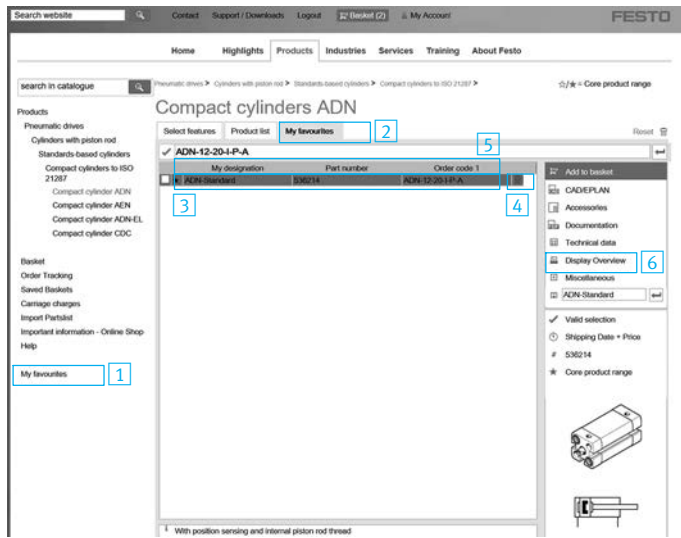 Search website
Contact Support / Downloads Logout Basket (2) My Account
FESTO
Home Highlights Products Industries Services Training About Festo
search in catalogue
Pneumatic drives > Cylinders with piston rod > Standards-based cylinders > Compact cylinders to ISO 21287 >
☆/★ = Core product range
Compact cylinders ADN
Products
Pneumatic drives
Cylinders with piston rod
Standards-based cylinders
Compact cylinders to ISO
21287
Compact cylinder ADN
Compact cylinder AEN
Compact cylinder ADN-EL
Compact cylinder CDC
Basket
Order Tracking
Saved Baskets
Carriage charges
Import Partslist
Important information - Online Shop
Help
My favourites
1
Select features Product list My favourites
2
Reset
ADN-12-20-I-P-A
5
My designation Part number Order code 1
ADN-Standard 536214 ADN-12-20-I-P-A
3
4
Add to basket
CAD/EPLAN
Accessories
Documentation
Technical data
Display Overview
6
Miscellaneous
ADN-Standard
Valid selection
Shipping Date + Price
# 536214
Core product range
With position sensing and internal piston rod thread